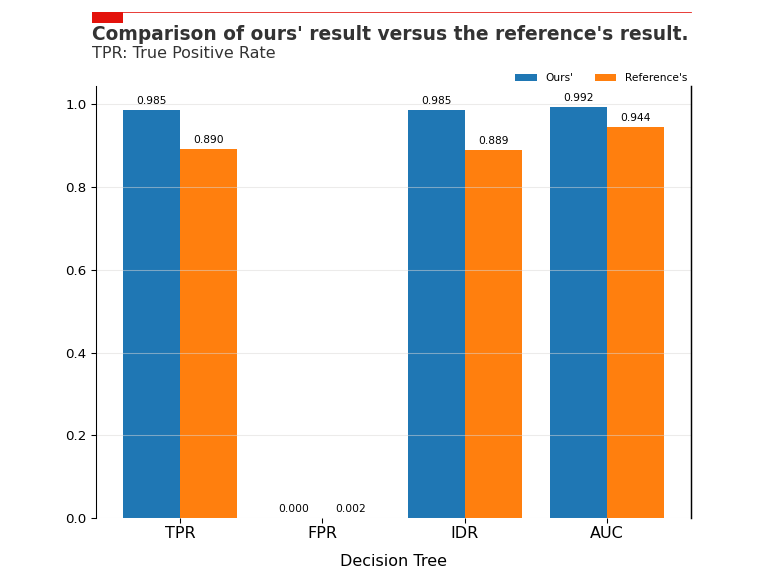 Comparison of ours' result versus the reference's result.
TPR: True Positive Rate
Ours' Reference's
0.985 0.890 0.000 0.002 0.985 0.889 0.992 0.944
1.0
0.8
0.6
0.4
0.2
0.0
TPR FPR IDR AUC
Decision Tree